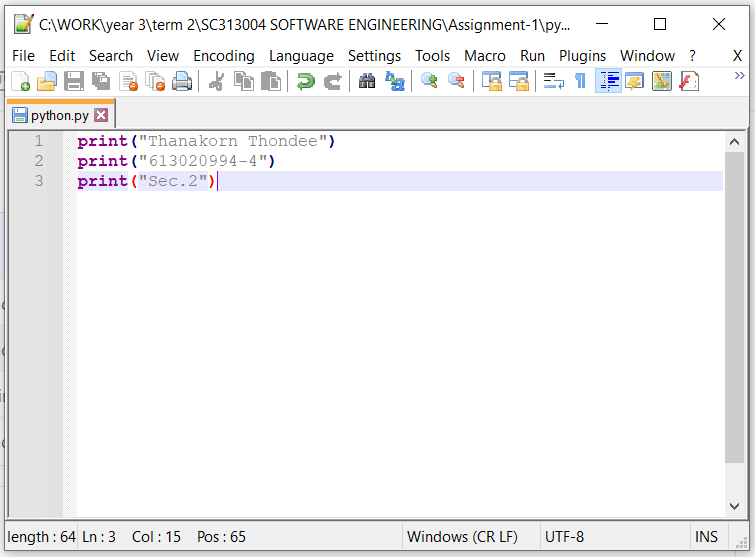 C:\WORK\year 3\term 2\SC313004 SOFTWARE ENGINEERING\Assignment-1\py...
File Edit Search View Encoding Language Settings Tools Macro Run Plugins Window ? X
python.py
1 print("Thanakorn Thondee")
2 print("613020994-4")
3 print("Sec.2")
length : 64 Ln : 3 Col : 15 Pos : 65 Windows (CR LF) UTF-8 INS